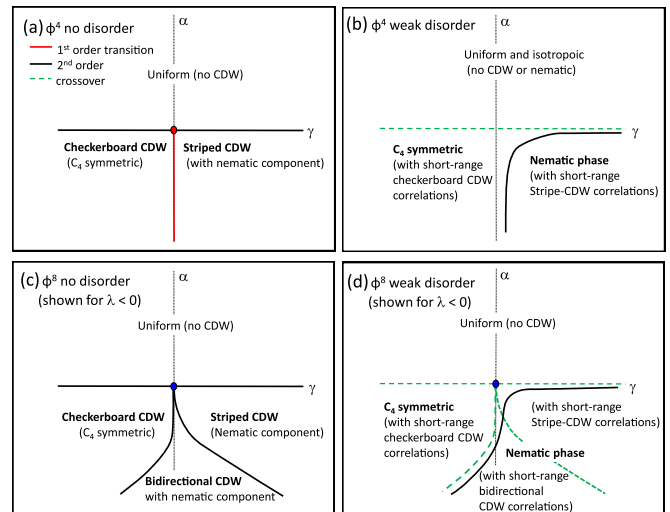 (a) ϕ⁴ no disorder
α
1st order transition
2nd order
crossover
Uniform (no CDW)
γ
Checkerboard CDW
(C₄ symmetric)
Striped CDW
(with nematic component)
(b) ϕ⁴ weak disorder
α
Uniform and isotropoic
(no CDW or nematic)
γ
C₄ symmetric
(with short-range
checkerboard CDW
correlations)
Nematic phase
(with short-range
Stripe-CDW correlations)
(c) ϕ⁸ no disorder
(shown for λ < 0)
α
Uniform (no CDW)
γ
Checkerboard CDW
(C₄ symmetric)
Striped CDW
(Nematic component)
Bidirectional CDW
with nematic component
(d) ϕ⁸ weak disorder
(shown for λ < 0)
α
Uniform (no CDW)
γ
C₄ symmetric
(with short-range
checkerboard CDW
correlations)
(with short-range
Stripe-CDW correlations)
Nematic phase
(with short-range
bidirectional
CDW correlations)